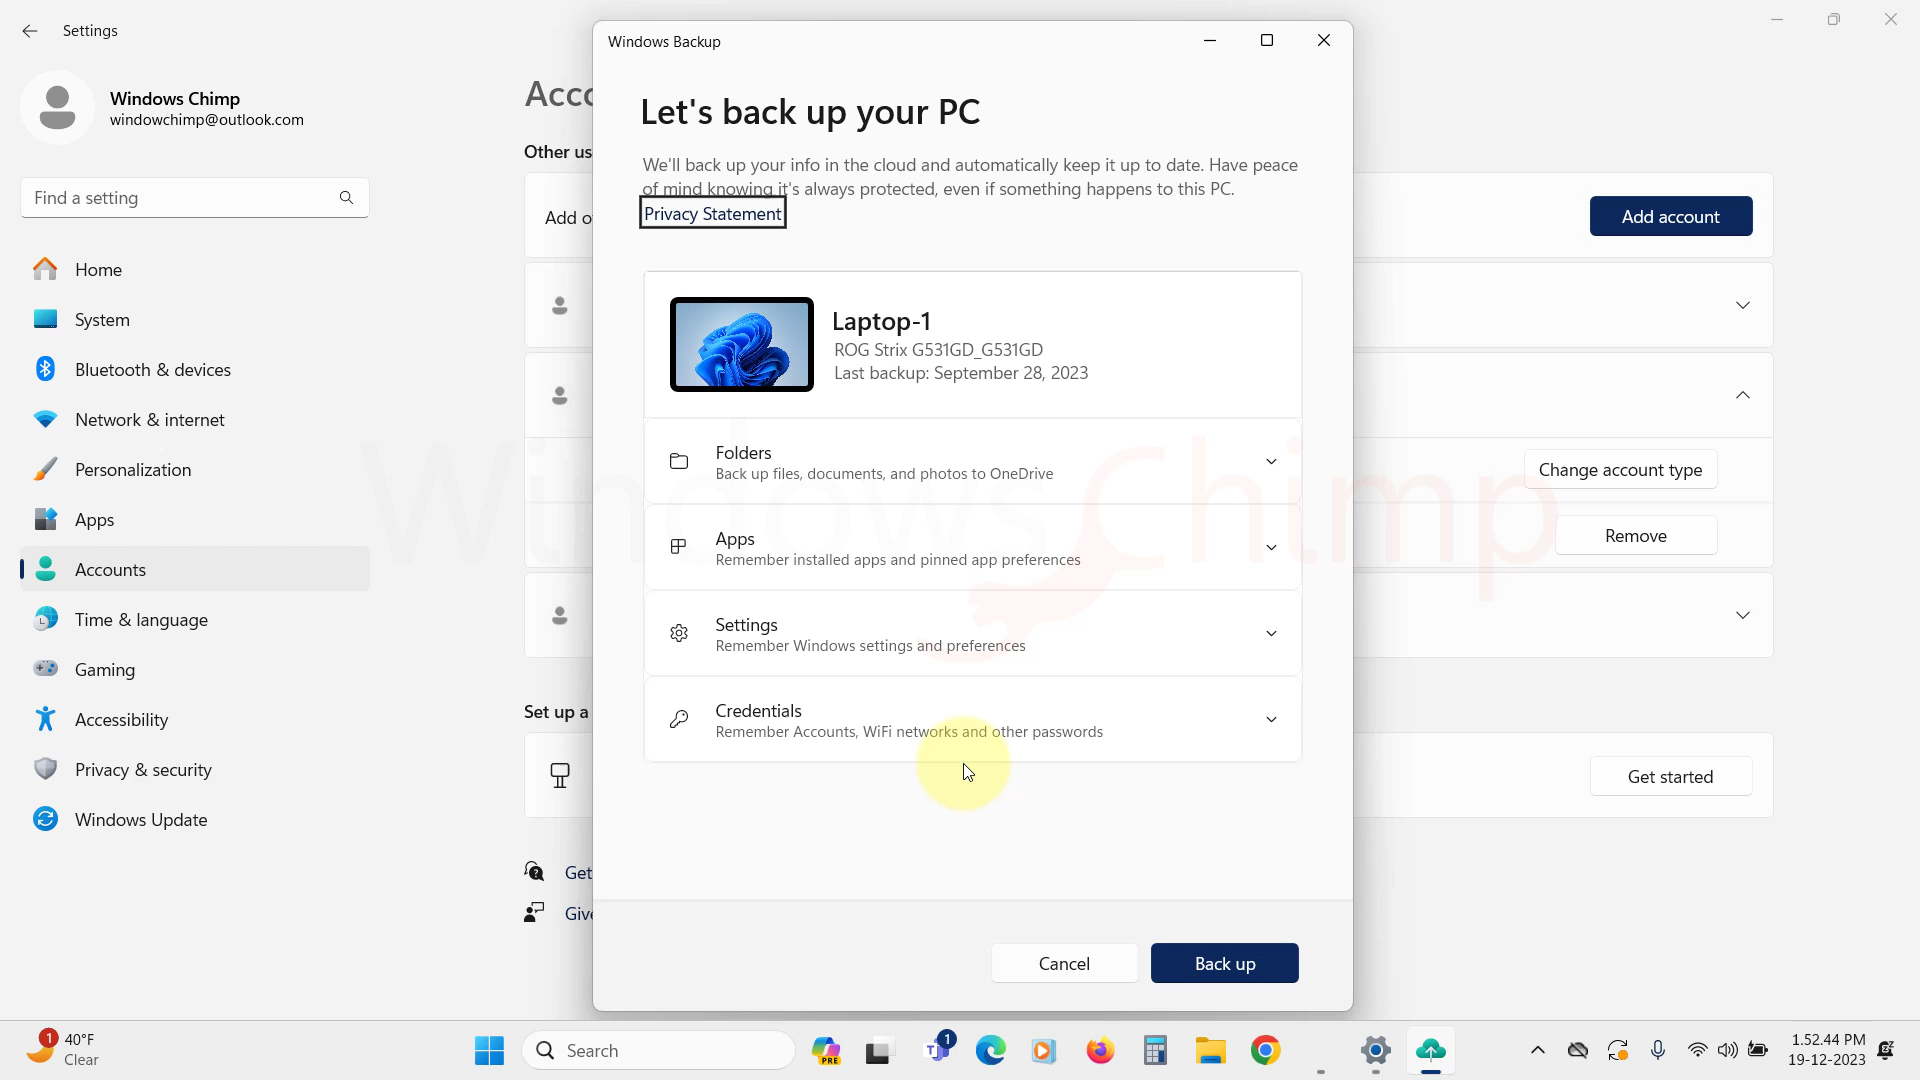 Settings
Windows Chimp
windowchimp@outlook.com
Find a setting
Home
System
Bluetooth & devices
Network & internet
Personalization
Apps
Accounts
Time & language
Gaming
Accessibility
Privacy & security
Windows Update
Acco
Other us
Add o
Add account
Change account type
Remove
Set up a
Get started
Get
Give
Windows Backup
Let's back up your PC
We'll back up your info in the cloud and automatically keep it up to date. Have peace
of mind knowing it's always protected, even if something happens to this PC.
Privacy Statement
Laptop-1
ROG Strix G531GD_G531GD
Last backup: September 28, 2023
Folders
Back up files, documents, and photos to OneDrive
Apps
Remember installed apps and pinned app preferences
Settings
Remember Windows settings and preferences
Credentials
Remember Accounts, WiFi networks and other passwords
Cancel
Back up
WindowsChimp
1
40°F
Clear
Search
PRE
1
1.52.44 PM
19-12-2023